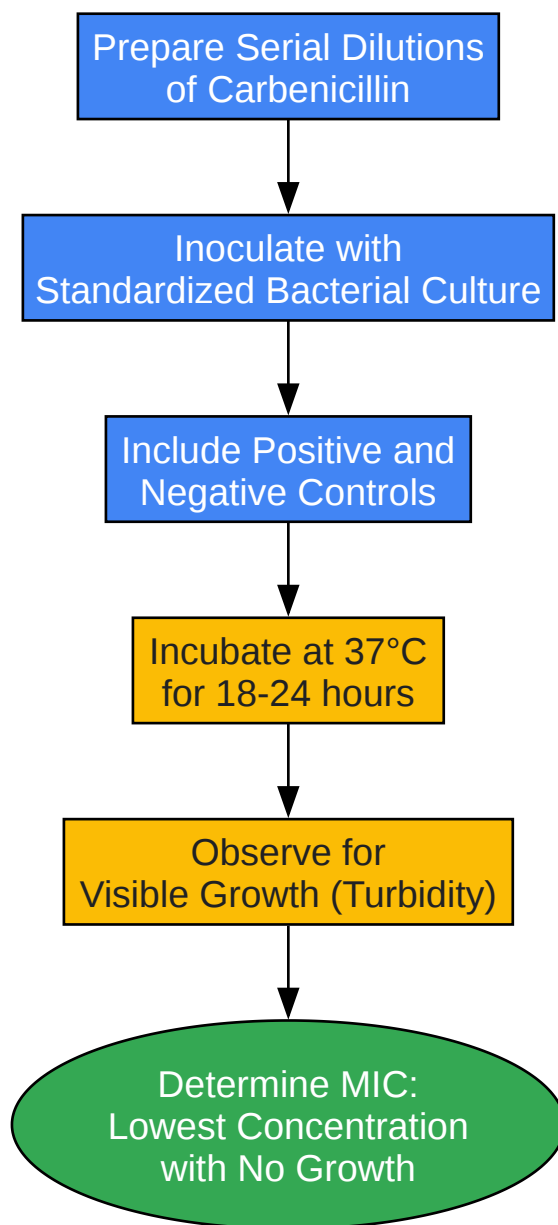 Prepare Serial Dilutions
of Carbenicillin
Inoculate with
Standardized Bacterial Culture
Include Positive and
Negative Controls
Incubate at 37°C
for 18-24 hours
Observe for
Visible Growth (Turbidity)
Determine MIC:
Lowest Concentration
with No Growth